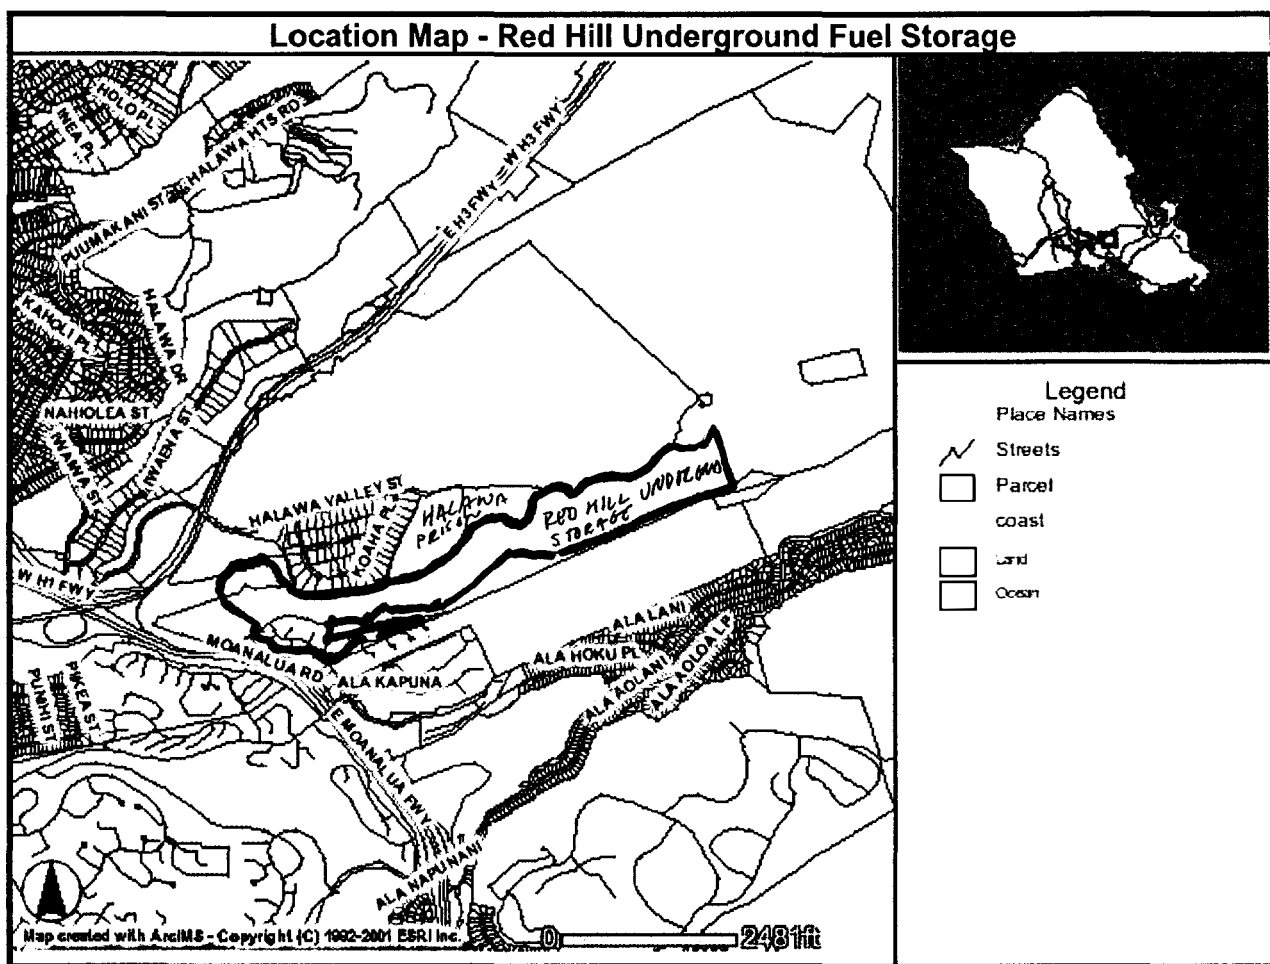 Location Map - Red Hill Underground Fuel Storage
HOLO PL
INEA PL
HALAWA HTS RD
PUUMAKANI ST
W H3 FWY
E H3 FWY
KAHOLI PL
HALAWA DR
NAHIOLEA ST
IWAWA ST
IWAENA ST
HALAWA VALLEY ST
KOAHA PL
HALAWA
PRISON
RED HILL UNDERGND
STORAGE
W H1 FWY
MOANALUA RD
ALA KAPUNA
ALA LANI
ALA HOKU PL
ALA AOLANI
ALA AOLOA LP
PIKEA ST
E MOANALUA FWY
ALA NAPUNANI
Map created with ArcIMS - Copyright (C) 1992-2001 ESRI Inc.
0 2481ft
Legend
Place Names
Streets
Parcel
coast
Land
Ocean